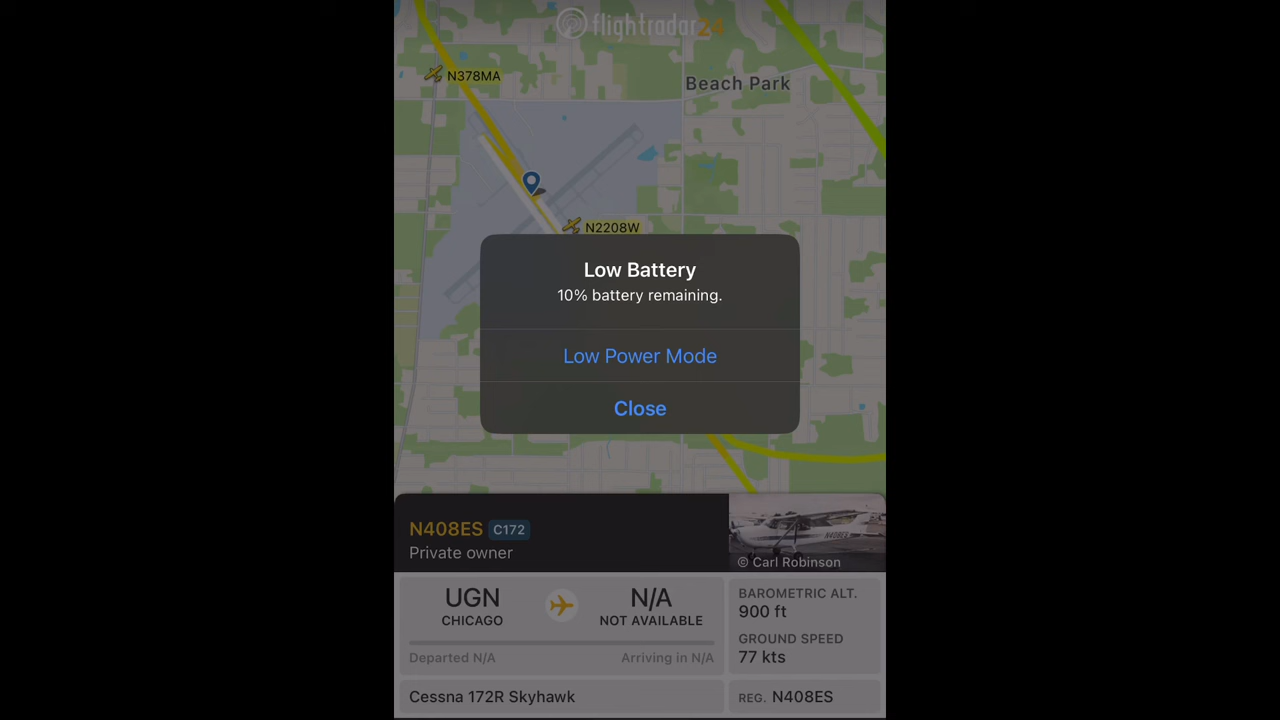 flightradar24
N378MA
Beach Park
N2208W
Low Battery
10% battery remaining.
Low Power Mode
Close
N408ES C172
Private owner
N408ES
© Carl Robinson
UGN
CHICAGO
N/A
NOT AVAILABLE
Departed N/A
Arriving in N/A
BAROMETRIC ALT.
900 ft
GROUND SPEED
77 kts
Cessna 172R Skyhawk
REG. N408ES